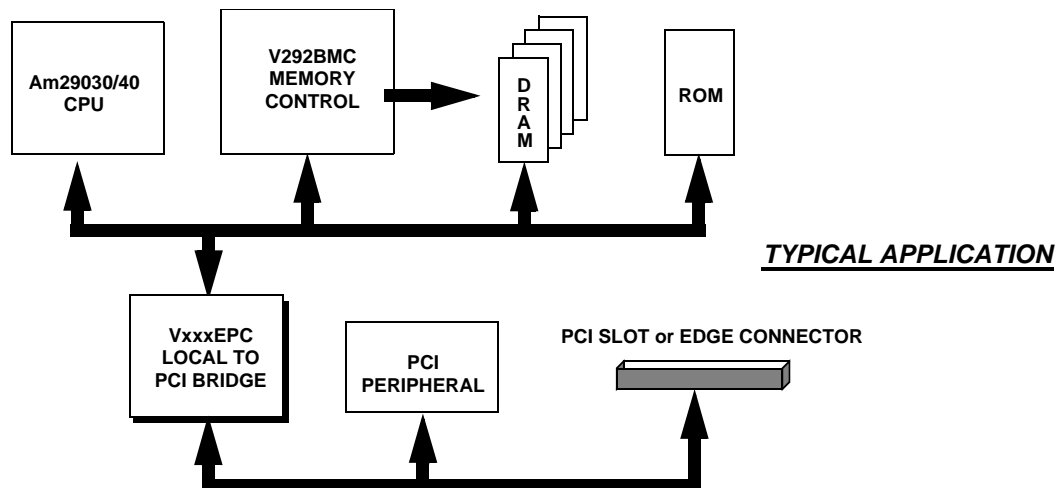 Am29030/40
CPU
V292BMC
MEMORY
CONTROL
D
R
A
M
ROM
TYPICAL APPLICATION
VxxxEPC
LOCAL TO
PCI BRIDGE
PCI
PERIPHERAL
PCI SLOT or EDGE CONNECTOR